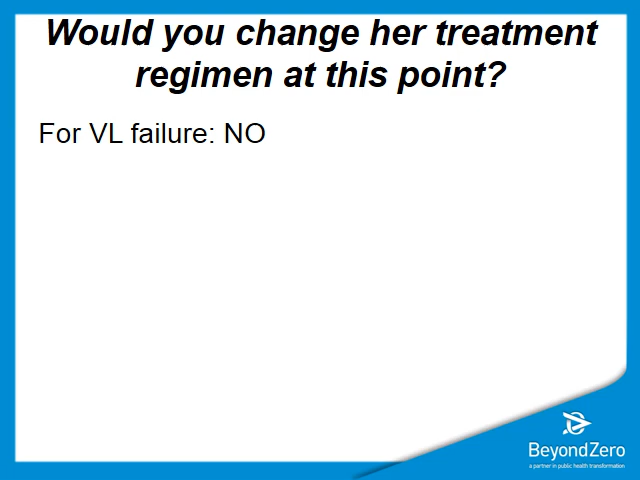 Would you change her treatment
regimen at this point?
For VL failure: NO
BeyondZero
a partner in public health transformation